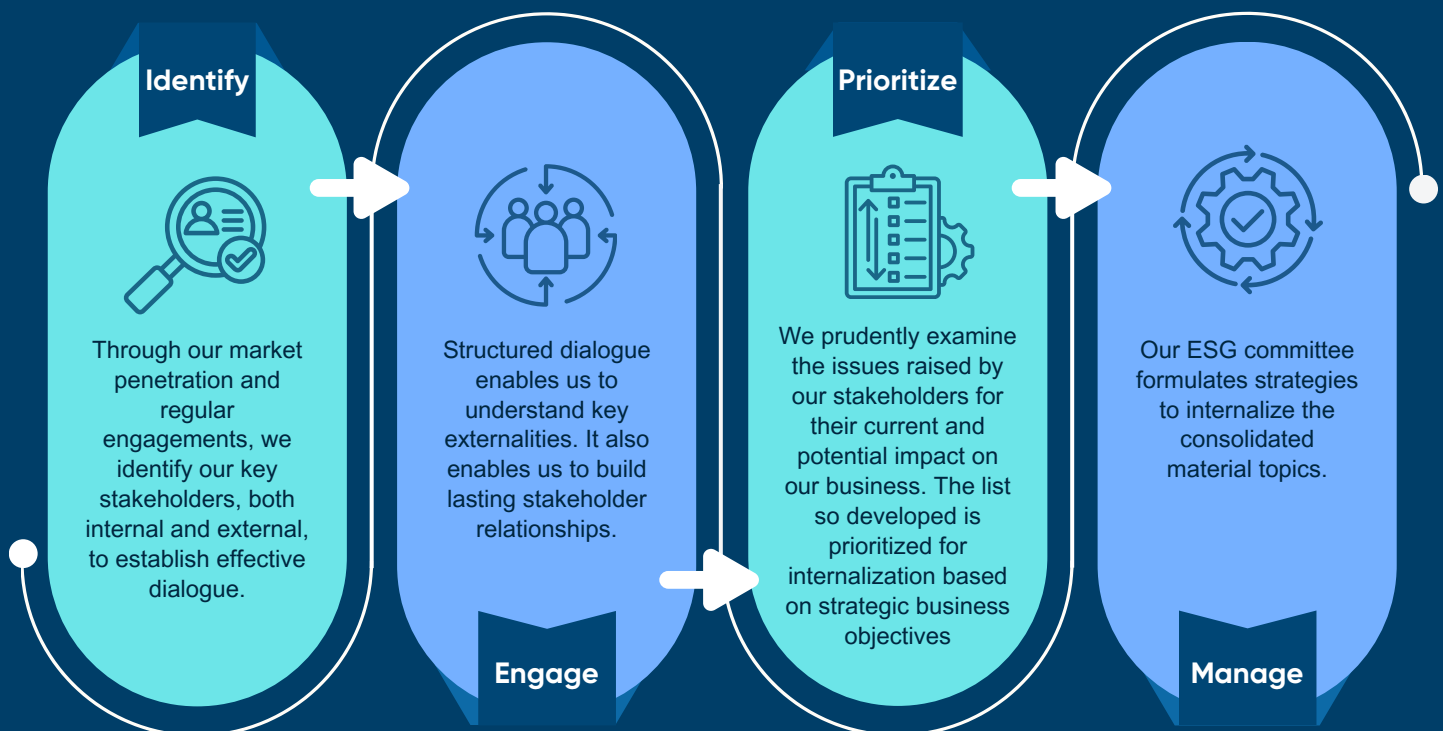 Identify
Through our market
penetration and
regular
engagements, we
identify our key
stakeholders, both
internal and external,
to establish effective
dialogue.
Structured dialogue
enables us to
understand key
externalities. It also
enables us to build
lasting stakeholder
relationships.
Engage
Prioritize
We prudently examine
the issues raised by
our stakeholders for
their current and
potential impact on
our business. The list
so developed is
prioritized for
internalization based
on strategic business
objectives
Our ESG committee
formulates strategies
to internalize the
consolidated
material topics.
Manage